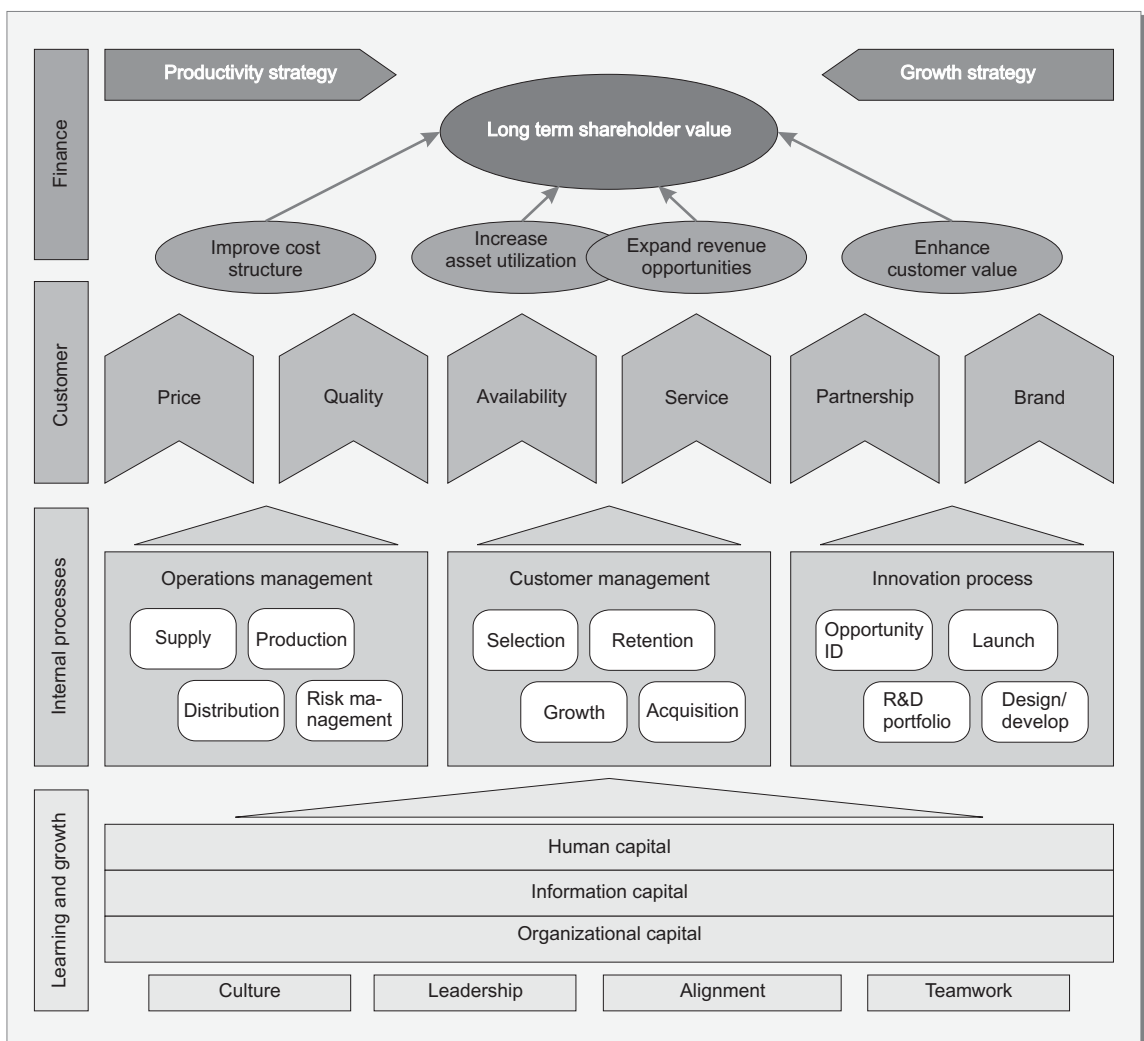 Finance
Productivity strategy
Growth strategy
Long term shareholder value
Improve cost
structure
Increase
asset utilization
Expand revenue
opportunities
Enhance
customer value
Customer
Price
Quality
Availability
Service
Partnership
Brand
Internal processes
Operations management
Supply
Production
Distribution
Risk ma-
nagement
Customer management
Selection
Retention
Growth
Acquisition
Innovation process
Opportunity
ID
Launch
R&D
portfolio
Design/
develop
Learning and growth
Human capital
Information capital
Organizational capital
Culture
Leadership
Alignment
Teamwork